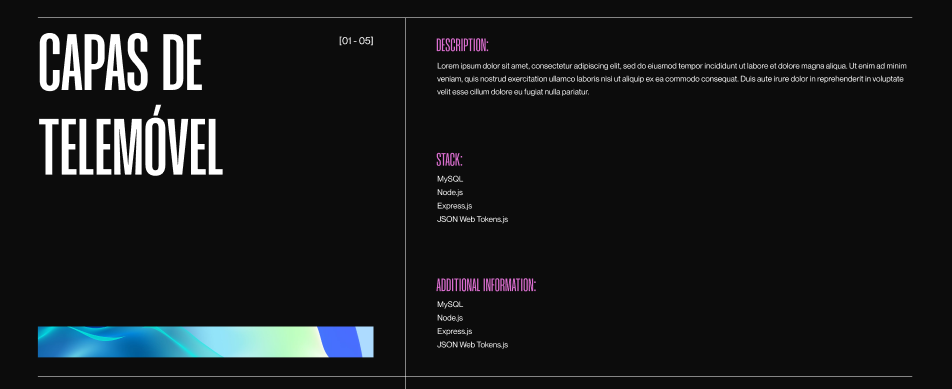 CAPAS DE
TELEMÓVEL
[01 - 05]
DESCRIPTION:
Lorem ipsum dolor sit amet, consectetur adipiscing elit, sed do eiusmod tempor incididunt ut labore et dolore magna aliqua. Ut enim ad minim
veniam, quis nostrud exercitation ullamco laboris nisi ut aliquip ex ea commodo consequat. Duis aute irure dolor in reprehenderit in voluptate
velit esse cillum dolore eu fugiat nulla pariatur.
STACK:
MySQL
Node.js
Express.js
JSON Web Tokens.js
ADDITIONAL INFORMATION:
MySQL
Node.js
Express.js
JSON Web Tokens.js